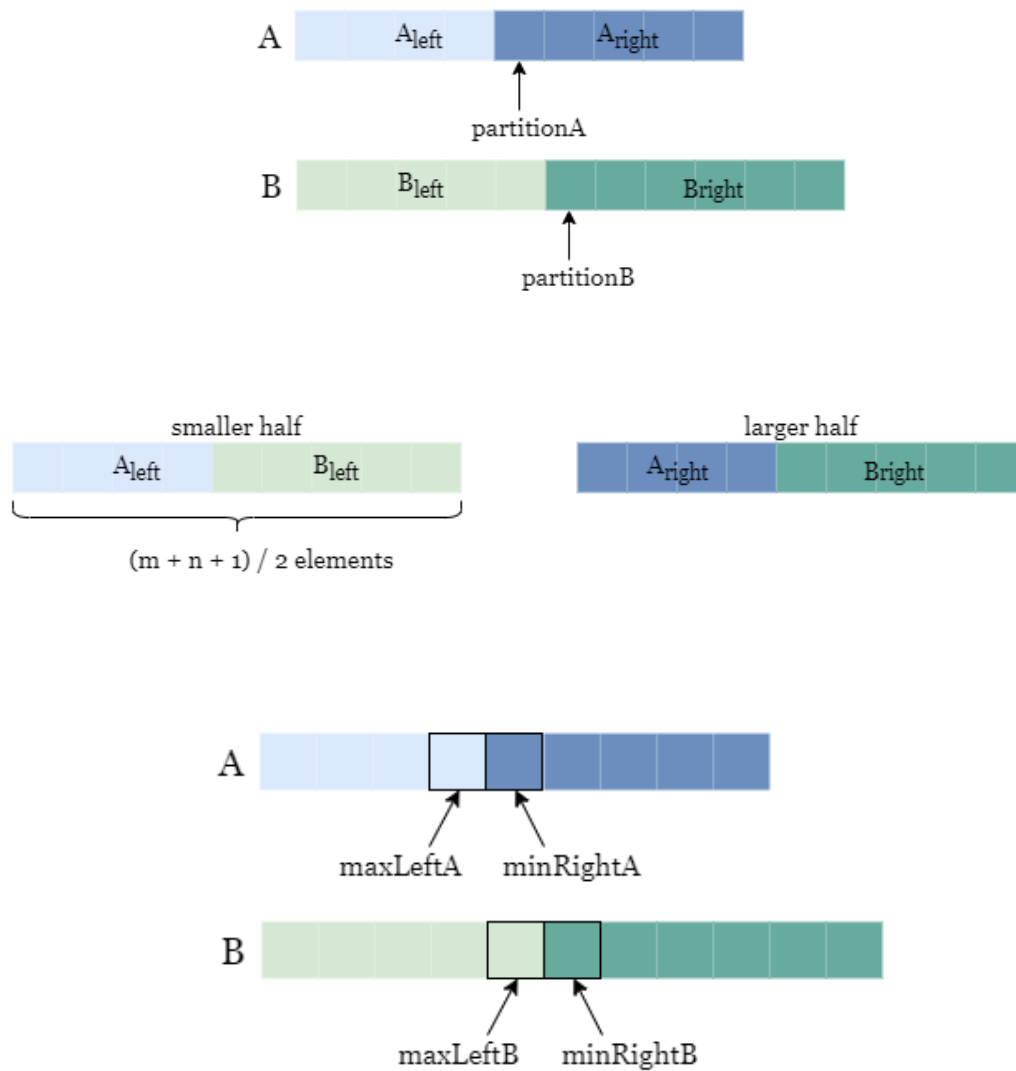 A
Aleft
Aright
partitionA
B
Bleft
Bright
partitionB
smaller half
larger half
Aleft
Bleft
Aright
Bright
(m + n + 1) / 2 elements
A
maxLeftA
minRightA
B
maxLeftB
minRightB